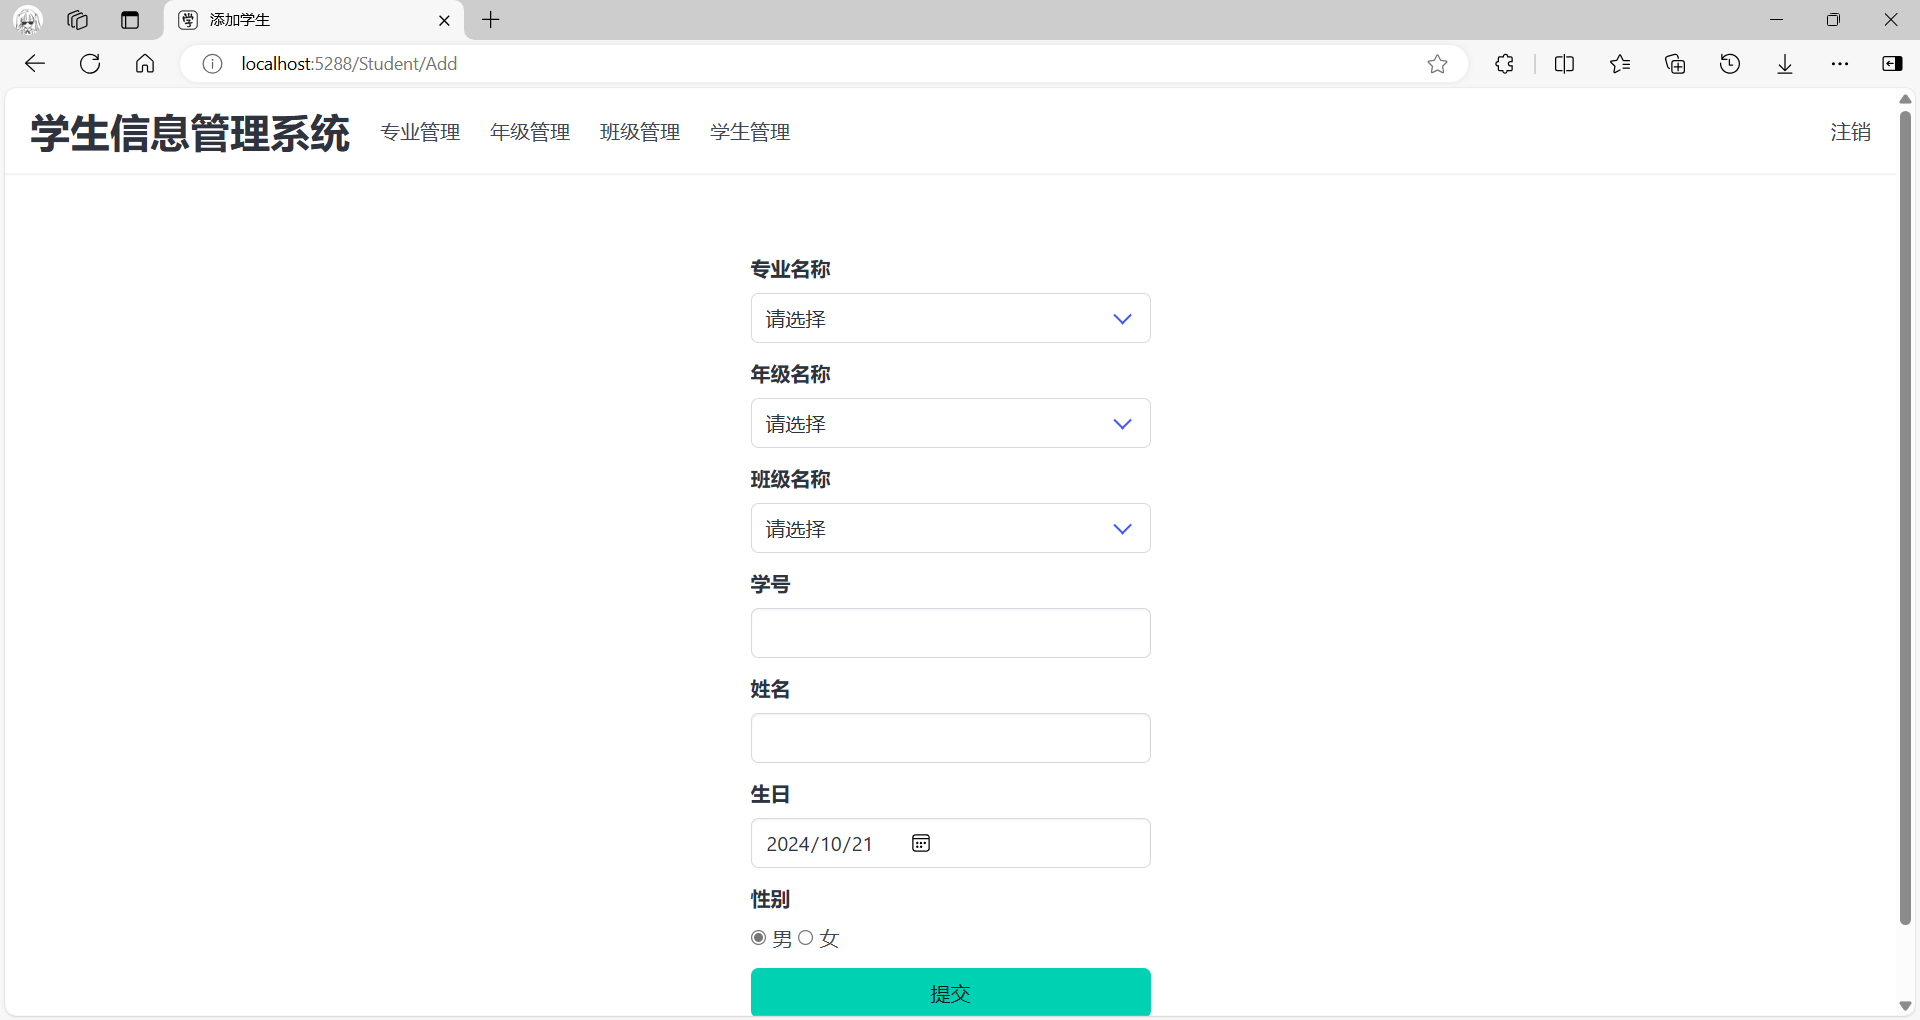 学 添加学生
localhost:5288/Student/Add
学生信息管理系统 专业管理 年级管理 班级管理 学生管理 注销
专业名称
请选择
年级名称
请选择
班级名称
请选择
学号
姓名
生日
2024/10/21
性别
男 女
提交